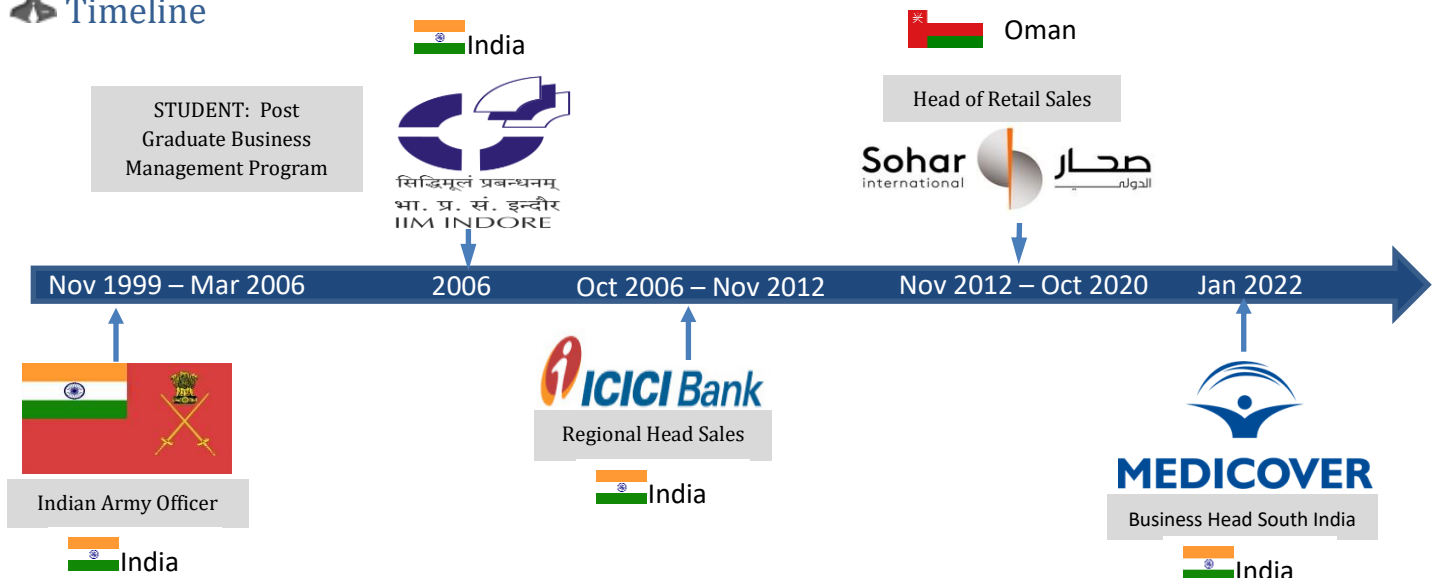 Timeline
India
Oman
STUDENT: Post
Graduate Business
Management Program
Head of Retail Sales
सिद्धिमूलं प्रबन्धनम्
भा. प्र. सं. इन्दौर
IIM INDORE
Sohar
international
صحار
الدولي
Nov 1999 – Mar 2006
2006
Oct 2006 – Nov 2012
Nov 2012 – Oct 2020
Jan 2022
ICICI Bank
Regional Head Sales
India
MEDICOVER
Business Head South India
India
Indian Army Officer
India